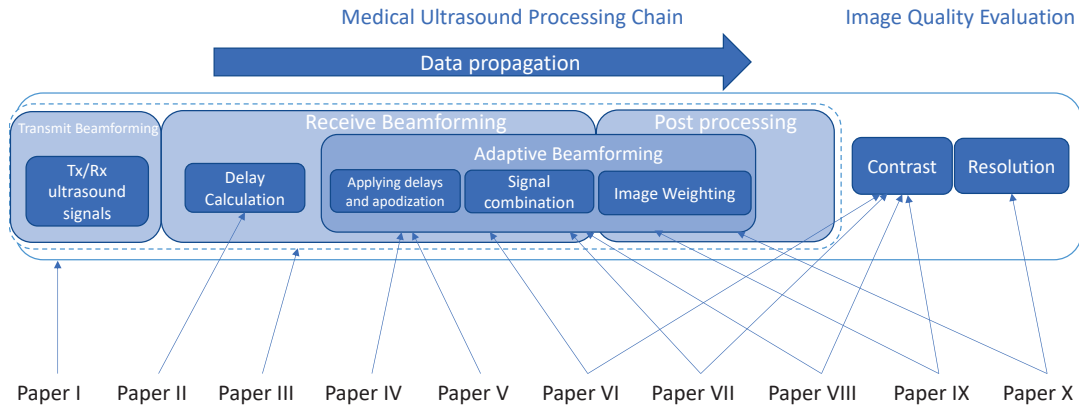 Medical Ultrasound Processing Chain
Image Quality Evaluation
Data propagation
Transmit Beamforming
Receive Beamforming
Post processing
Adaptive Beamforming
Tx/Rx
ultrasound
signals
Delay
Calculation
Applying delays
and apodization
Signal
combination
Image Weighting
Contrast
Resolution
Paper I
Paper II
Paper III
Paper IV
Paper V
Paper VI
Paper VII
Paper VIII
Paper IX
Paper X